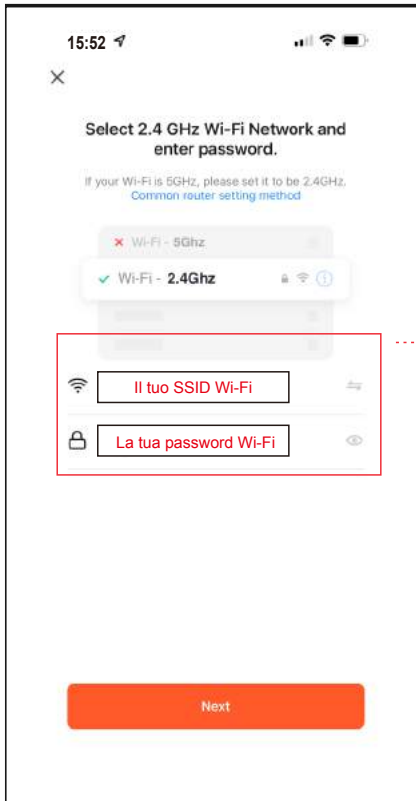 15:52
Select 2.4 GHz Wi-Fi Network and
enter password.
If your Wi-Fi is 5GHz, please set it to be 2.4GHz.
Common router setting method
Wi-Fi - 5Ghz
Wi-Fi - 2.4Ghz
Il tuo SSID Wi-Fi
La tua password Wi-Fi
Next